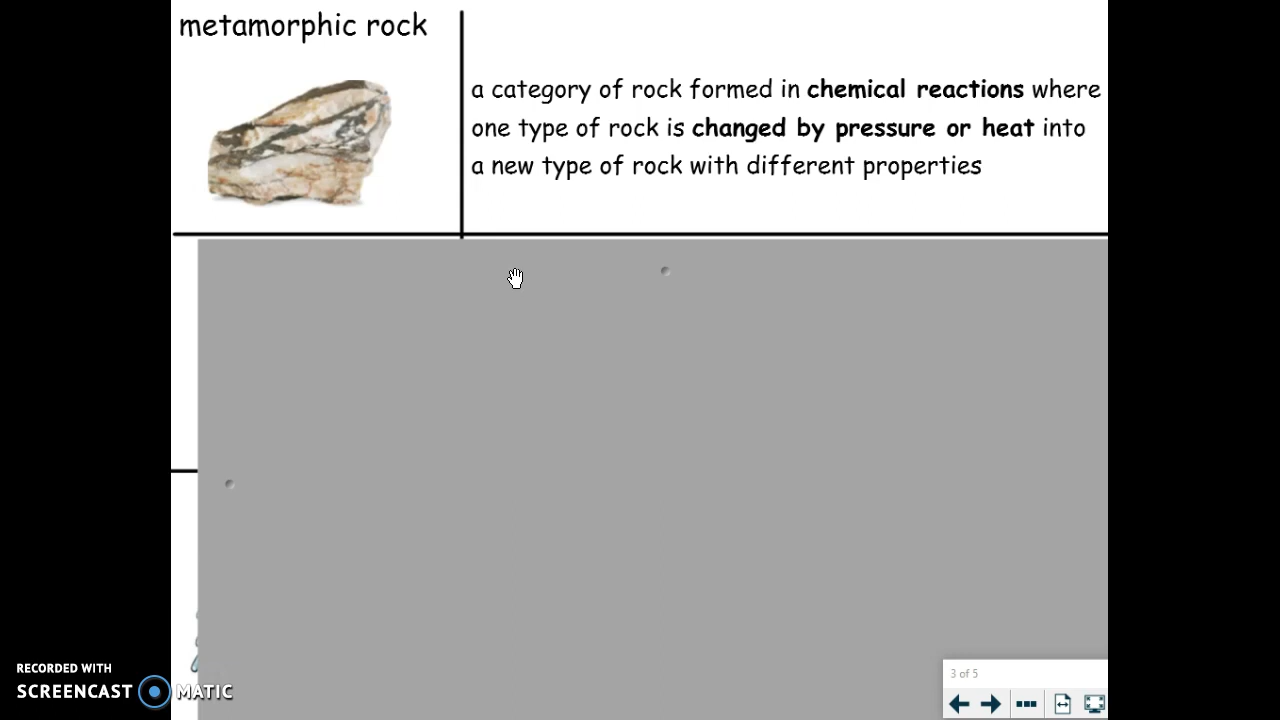 metamorphic rock
a category of rock formed in chemical reactions where
one type of rock is changed by pressure or heat into
a new type of rock with different properties
RECORDED WITH
SCREENCAST MATIC
3 of 5